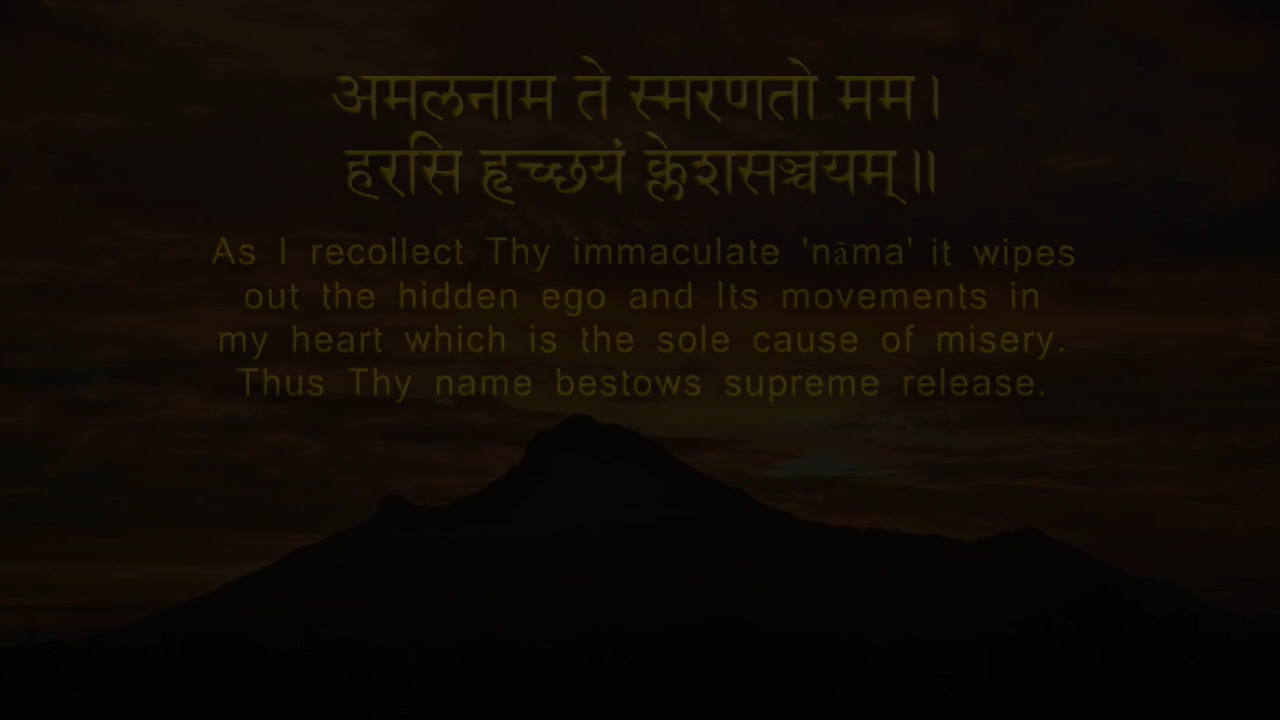 अमलनाम ते स्मरणतो मम।
हरसि हृच्छयं क्लेशसञ्चयम्॥
As I recollect Thy immaculate 'nāma' it wipes
out the hidden ego and Its movements in
my heart which is the sole cause of misery.
Thus Thy name bestows supreme release.